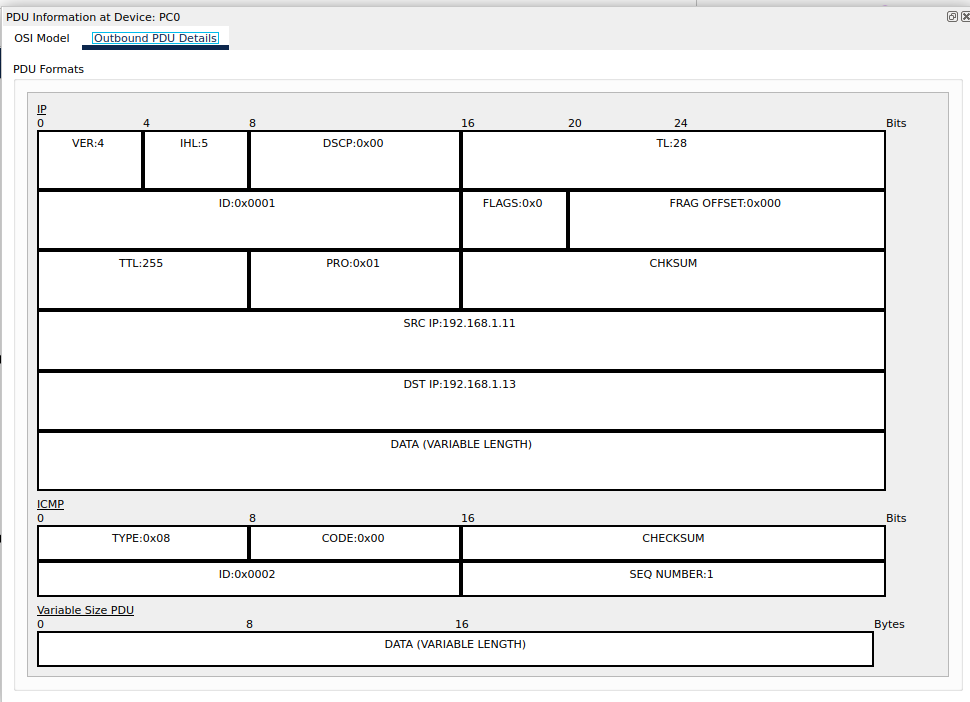 PDU Information at Device: PC0
OSI Model Outbound PDU Details
PDU Formats
IP
0 4 8 16 20 24 Bits
VER:4 IHL:5 DSCP:0x00 TL:28
ID:0x0001 FLAGS:0x0 FRAG OFFSET:0x000
TTL:255 PRO:0x01 CHKSUM
SRC IP:192.168.1.11
DST IP:192.168.1.13
DATA (VARIABLE LENGTH)
ICMP
0 8 16 Bits
TYPE:0x08 CODE:0x00 CHECKSUM
ID:0x0002 SEQ NUMBER:1
Variable Size PDU
0 8 16 Bytes
DATA (VARIABLE LENGTH)